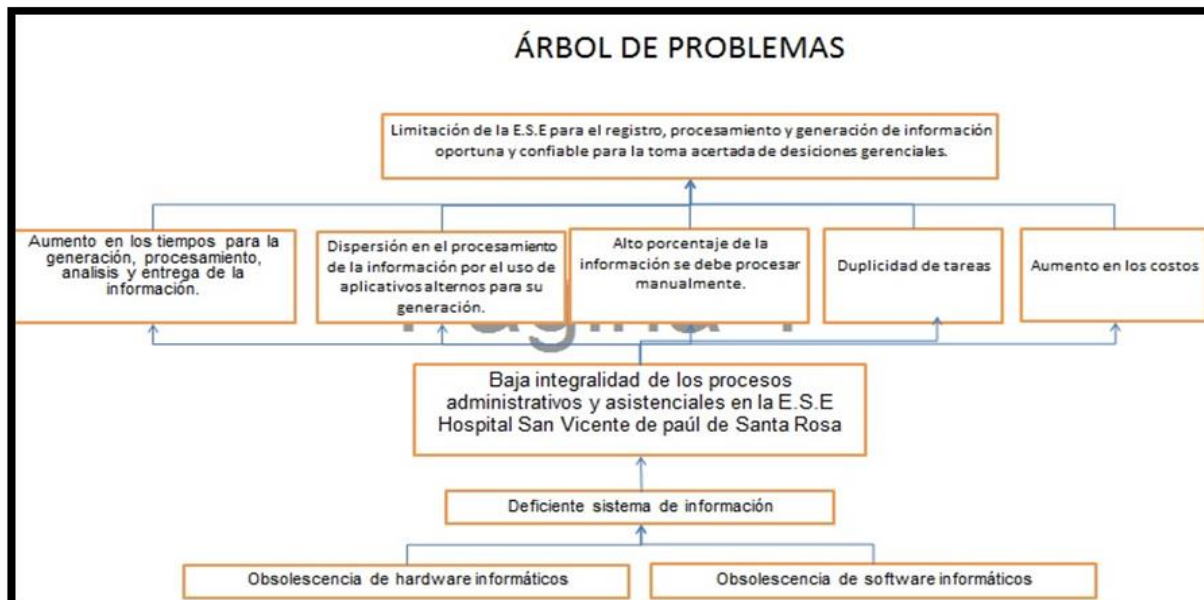 ÁRBOL DE PROBLEMAS
Limitación de la E.S.E para el registro, procesamiento y generación de información
oportuna y confiable para la toma acertada de desiciones gerenciales.
Aumento en los tiempos para la
generación, procesamiento,
analisis y entrega de la
información.
Dispersión en el procesamiento
de la información por el uso de
aplicativos alternos para su
generación.
Alto porcentaje de la
información se debe procesar
manualmente.
Duplicidad de tareas
Aumento en los costos
Baja integralidad de los procesos
administrativos y asistenciales en la E.S.E
Hospital San Vicente de paúl de Santa Rosa
Deficiente sistema de información
Obsolescencia de hardware informáticos
Obsolescencia de software informáticos